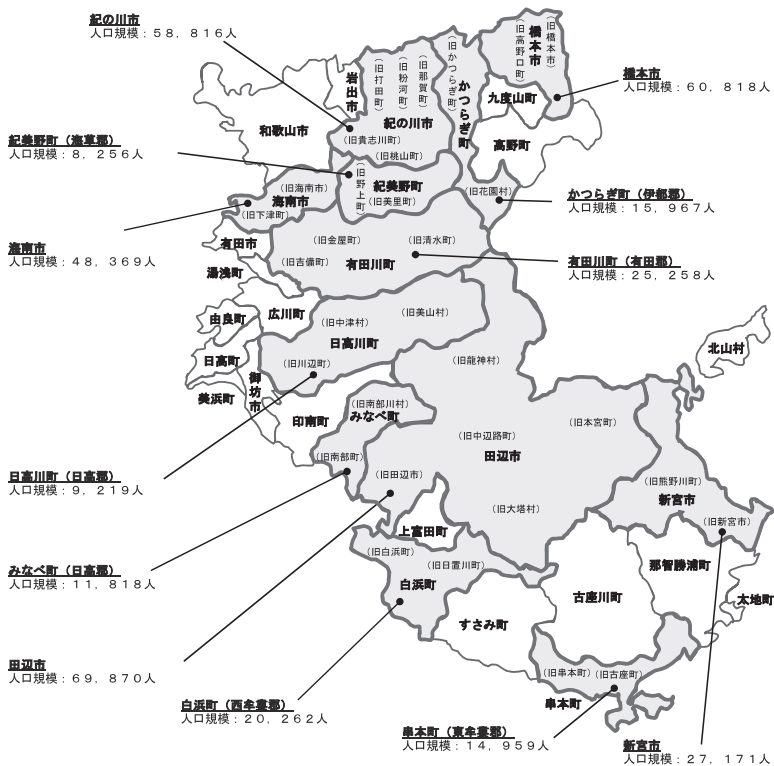 紀の川市
人口規模：５８，８１６人
橋本市
人口規模：６０，８１８人
紀美野町（海草郡）
人口規模：８，２５６人
かつらぎ町（伊都郡）
人口規模：１５，９６７人
海南市
人口規模：４８，３６９人
有田川町（有田郡）
人口規模：２５，２５８人
日高川町（日高郡）
人口規模：９，２１９人
みなべ町（日高郡）
人口規模：１１，８１８人
田辺市
人口規模：６９，８７０人
白浜町（西牟婁郡）
人口規模：２０，２６２人
串本町（東牟婁郡）
人口規模：１４，９５９人
新宮市
人口規模：２７，１７１人
和歌山市
岩出市
（旧打田町）
（旧粉河町）
（旧那賀町）
紀の川市
（旧貴志川町）
（旧桃山町）
（旧かつらぎ町）
かつらぎ町
（旧高野口町）
橋本市
（旧橋本市）
九度山町
高野町
（旧花園村）
（旧野上町）
紀美野町
（旧美里町）
（旧海南市）
海南市
（旧下津町）
有田市
（旧金屋町）
（旧清水町）
（旧吉備町）
有田川町
湯浅町
広川町
由良町
（旧中津村）
（旧美山村）
日高川町
（旧川辺町）
日高町
御坊市
美浜町
印南町
（旧南部川村）
みなべ町
（旧南部町）
（旧龍神村）
（旧中辺路町）
（旧本宮町）
田辺市
（旧田辺市）
（旧大塔村）
上富田町
（旧白浜町）
（旧日置川町）
白浜町
すさみ町
古座川町
（旧串本町）
（旧古座町）
串本町
北山村
（旧熊野川町）
新宮市
（旧新宮市）
那智勝浦町
太地町